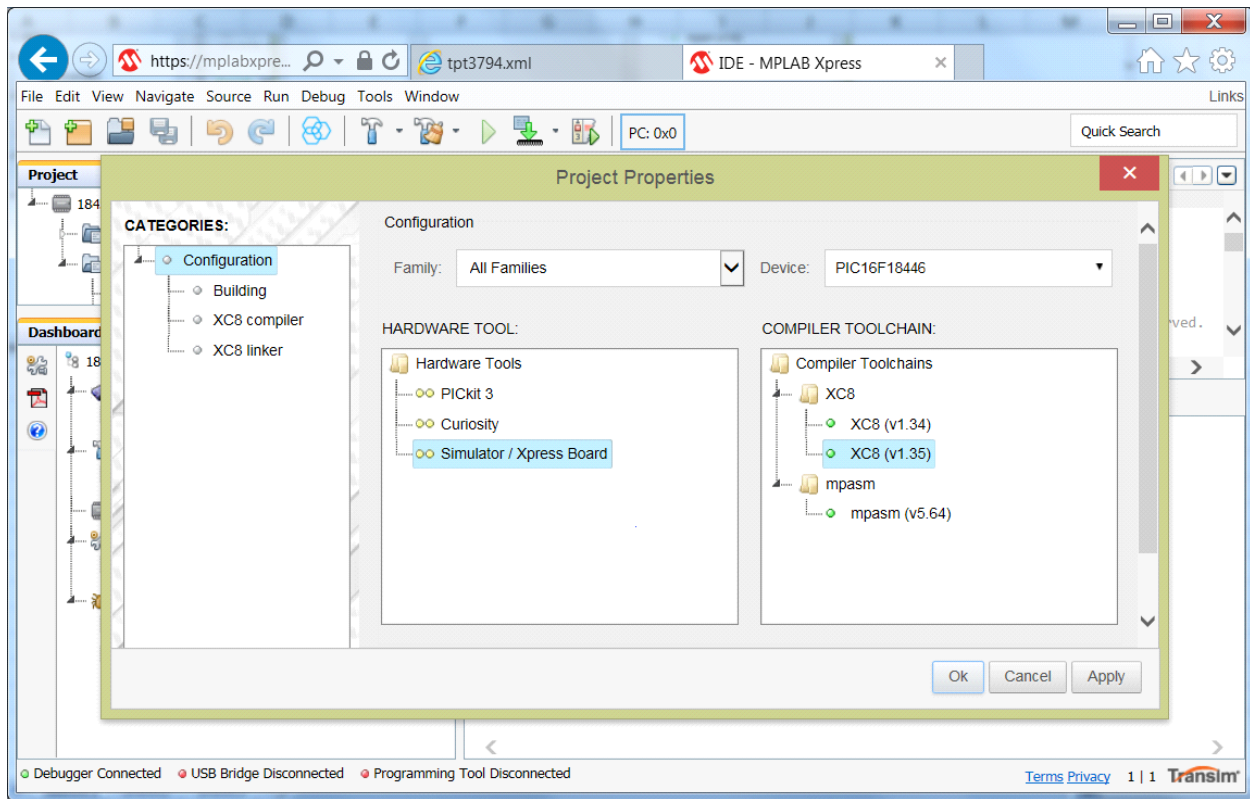 https://mplabxpre...
tpt3794.xml
IDE - MPLAB Xpress
File Edit View Navigate Source Run Debug Tools Window
Links
PC: 0x0
Quick Search
Project
Project Properties
184
CATEGORIES:
Configuration
Building
XC8 compiler
XC8 linker
Configuration
Family: All Families
Device: PIC16F18446
HARDWARE TOOL:
Hardware Tools
PICkit 3
Curiosity
Simulator / Xpress Board
COMPILER TOOLCHAIN:
Compiler Toolchains
XC8
XC8 (v1.34)
XC8 (v1.35)
mpasm
mpasm (v5.64)
Dashboard
18
ved.
Ok Cancel Apply
Debugger Connected USB Bridge Disconnected Programming Tool Disconnected
Terms Privacy 1 | 1 Transim